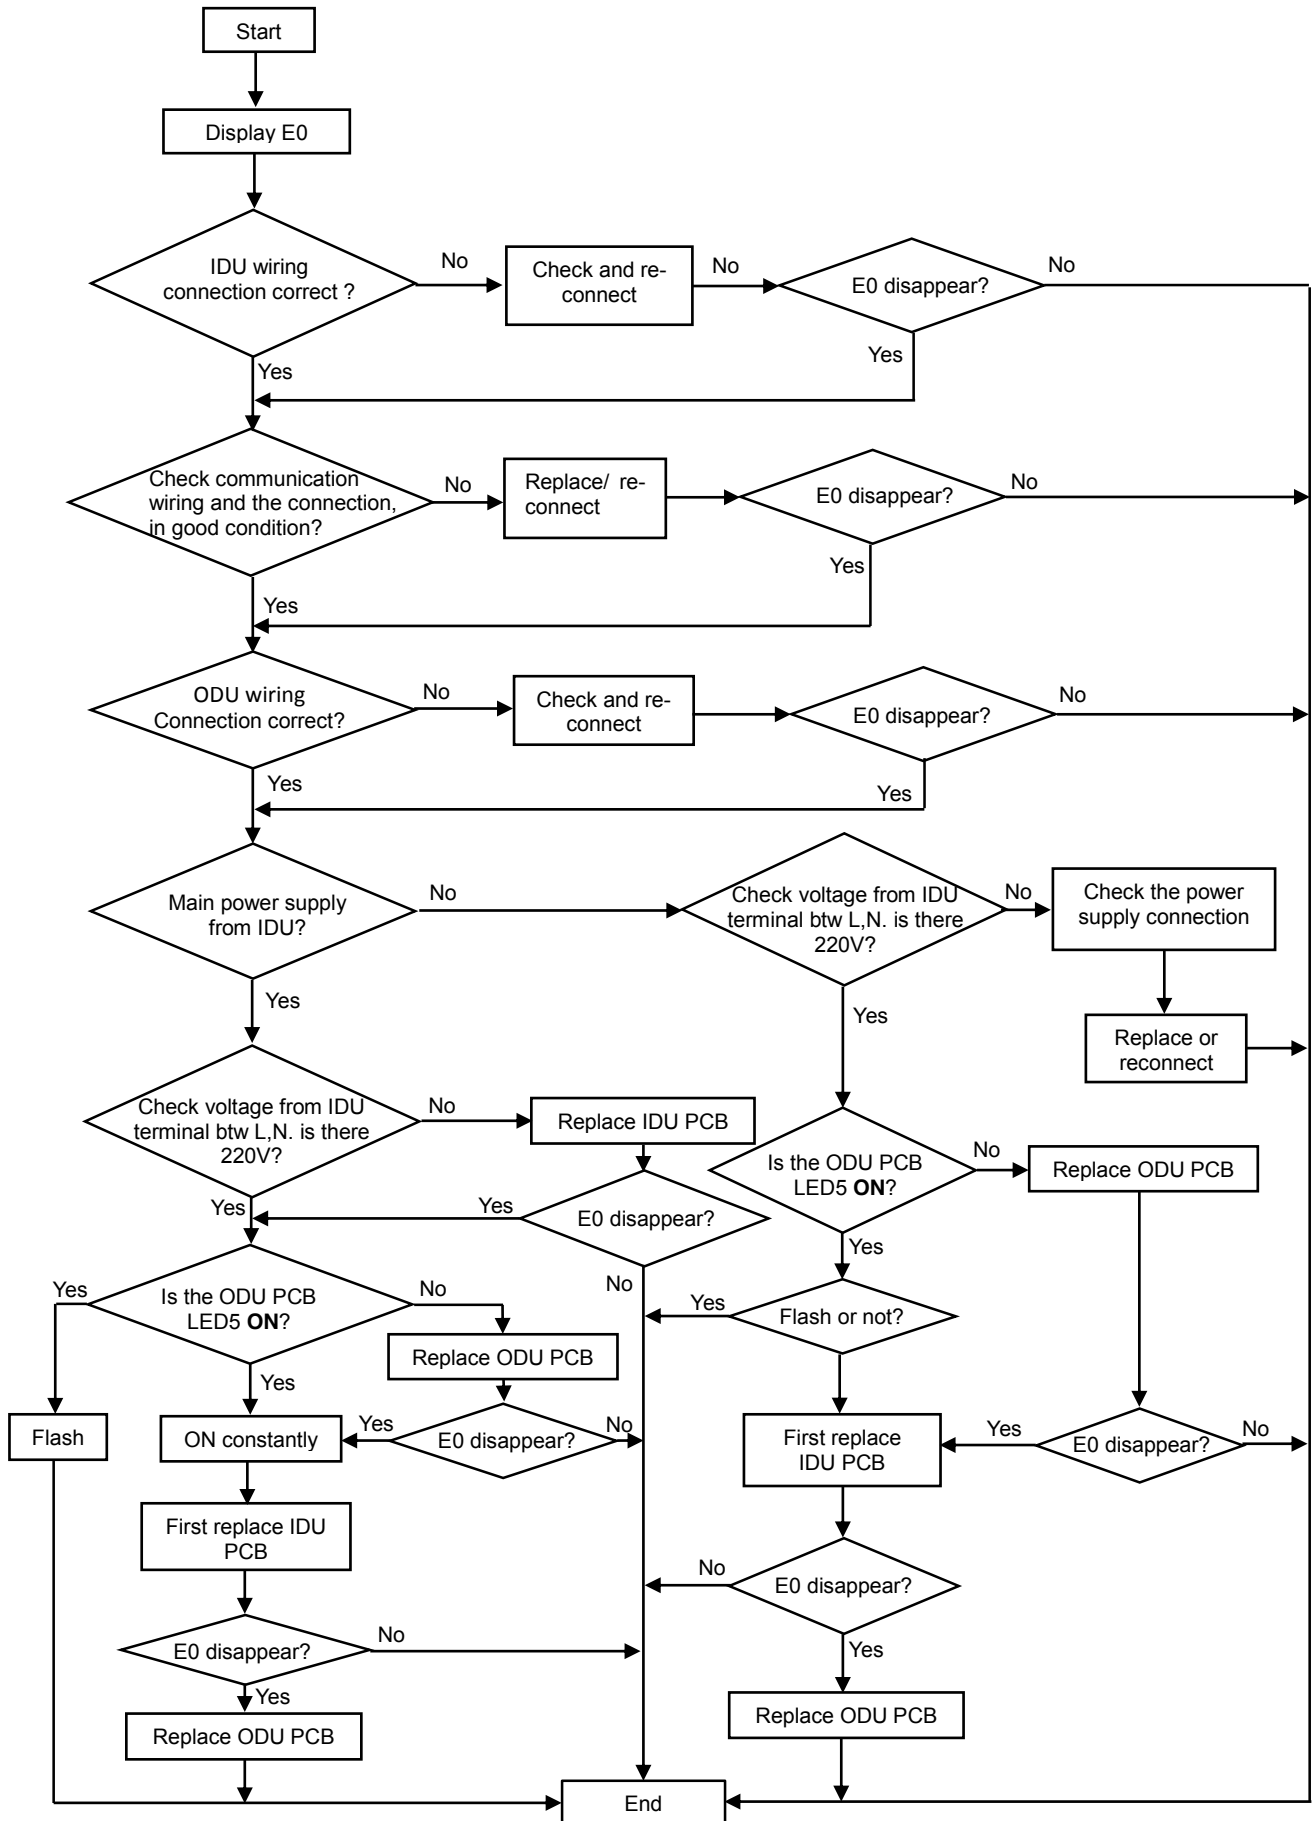 Start
Display E0
IDU wiring
connection correct ?
No
Check and re-
connect
No
E0 disappear?
No
Yes
Yes
Check communication
wiring and the connection,
in good condition?
No
Replace/ re-
connect
E0 disappear?
No
Yes
Yes
ODU wiring
Connection correct?
No
Check and re-
connect
E0 disappear?
No
Yes
Yes
Main power supply
from IDU?
No
Check voltage from IDU
terminal btw L,N. is there
220V?
No
Check the power
supply connection
Yes
Yes
Replace or
reconnect
Check voltage from IDU
terminal btw L,N. is there
220V?
No
Replace IDU PCB
Is the ODU PCB
LED5 ON?
No
Replace ODU PCB
Yes
Yes
E0 disappear?
Yes
No
Yes
Is the ODU PCB
LED5 ON?
No
Yes
Flash or not?
Replace ODU PCB
Yes
Flash
ON constantly
Yes
E0 disappear?
No
First replace
IDU PCB
Yes
E0 disappear?
No
First replace IDU
PCB
No
E0 disappear?
E0 disappear?
No
Yes
Yes
Replace ODU PCB
Replace ODU PCB
End